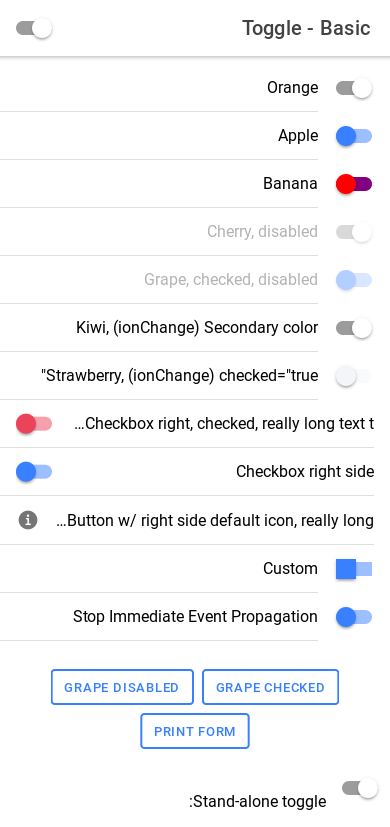 Toggle - Basic
Orange
Apple
Banana
Cherry, disabled
Grape, checked, disabled
Kiwi, (ionChange) Secondary color
"Strawberry, (ionChange) checked="true
...Checkbox right, checked, really long text t
Checkbox right side
...Button w/ right side default icon, really long
Custom
Stop Immediate Event Propagation
GRAPE DISABLED GRAPE CHECKED
PRINT FORM
:Stand-alone toggle